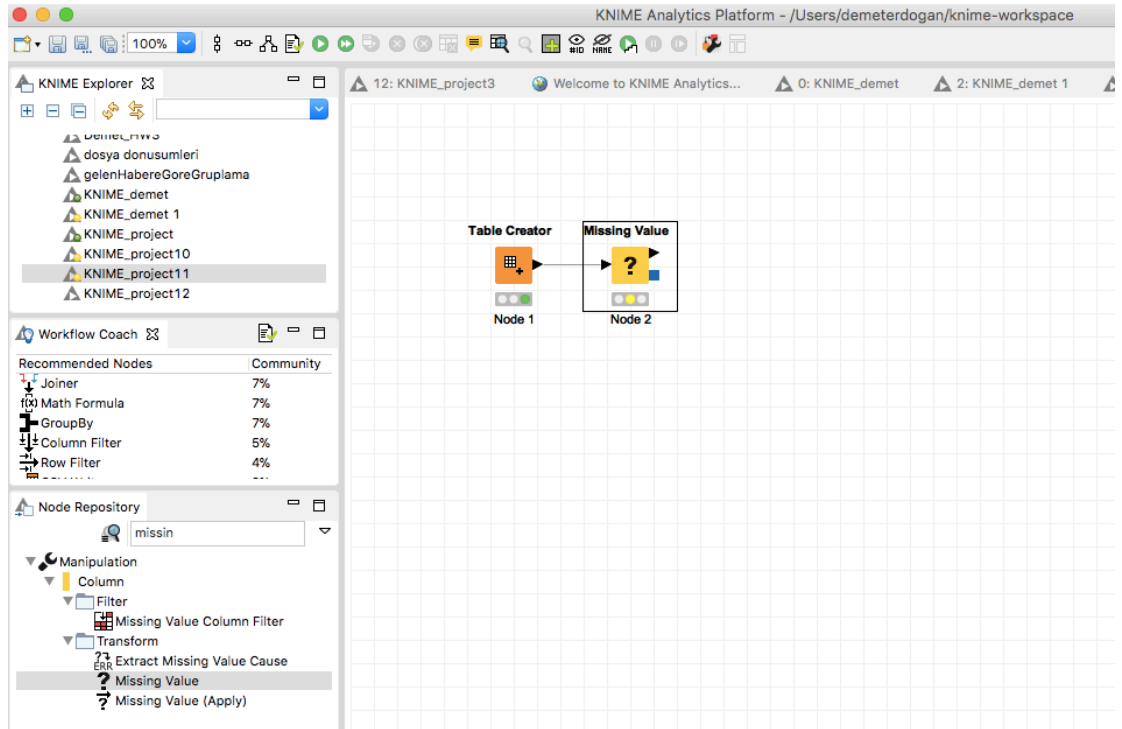 KNIME Analytics Platform - /Users/demeterdogan/knime-workspace
100%
#ID
NAME
KNIME Explorer
12: KNIME_project3
Welcome to KNIME Analytics...
0: KNIME_demet
2: KNIME_demet 1
Demet_HW3
dosya donusumleri
gelenHabereGoreGruplama
KNIME_demet
KNIME_demet 1
KNIME_project
KNIME_project10
KNIME_project11
KNIME_project12
Table Creator
Missing Value
?
Node 1
Node 2
Workflow Coach
Recommended Nodes
Community
Joiner
7%
f(x) Math Formula
7%
GroupBy
7%
Column Filter
5%
Row Filter
4%
Node Repository
missin
Manipulation
Column
Filter
Missing Value Column Filter
Transform
?? ERR Extract Missing Value Cause
? Missing Value
? Missing Value (Apply)